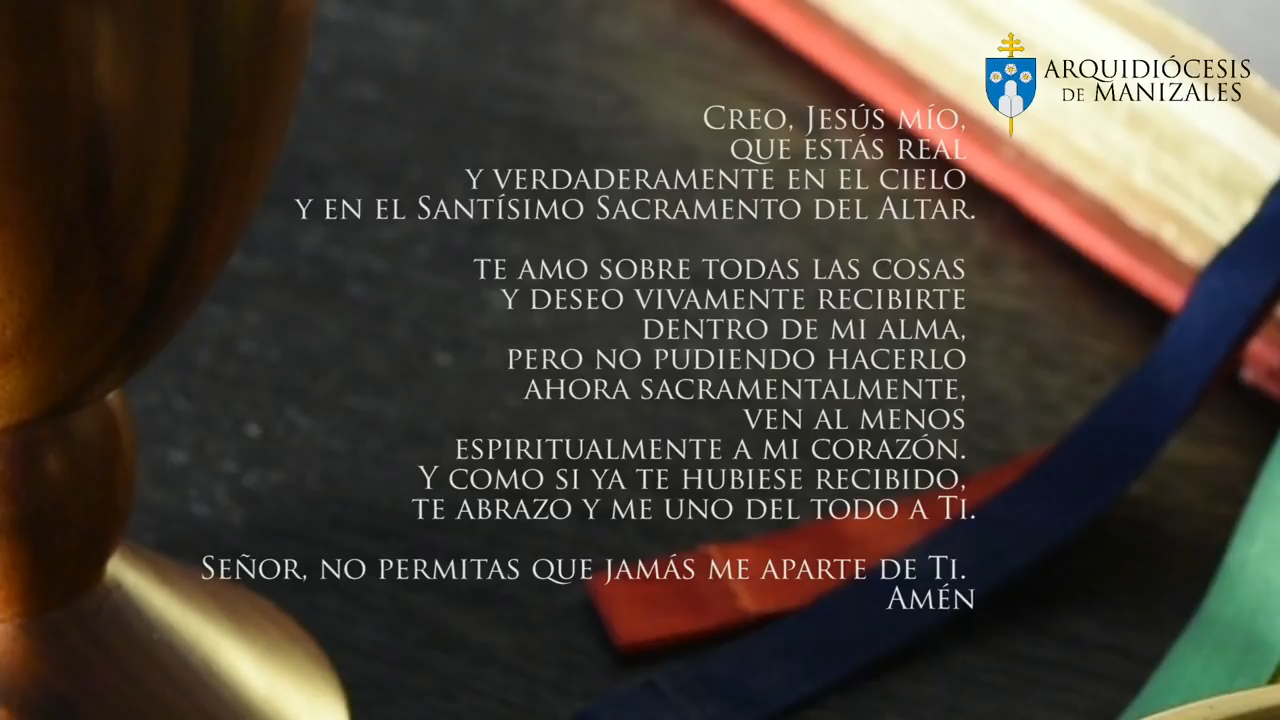 ARQUIDIÓCESIS
DE MANIZALES
CREO, JESÚS MÍO,
QUE ESTÁS REAL
Y VERDADERAMENTE EN EL CIELO
Y EN EL SANTÍSIMO SACRAMENTO DEL ALTAR.
TE AMO SOBRE TODAS LAS COSAS
Y DESEO VIVAMENTE RECIBIRTE
DENTRO DE MI ALMA,
PERO NO PUDIENDO HACERLO
AHORA SACRAMENTALMENTE,
VEN AL MENOS
ESPIRITUALMENTE A MI CORAZÓN.
Y COMO SI YA TE HUBIESE RECIBIDO,
TE ABRAZO Y ME UNO DEL TODO A TI.
SEÑOR, NO PERMITAS QUE JAMÁS ME APARTE DE TI.
AMÉN